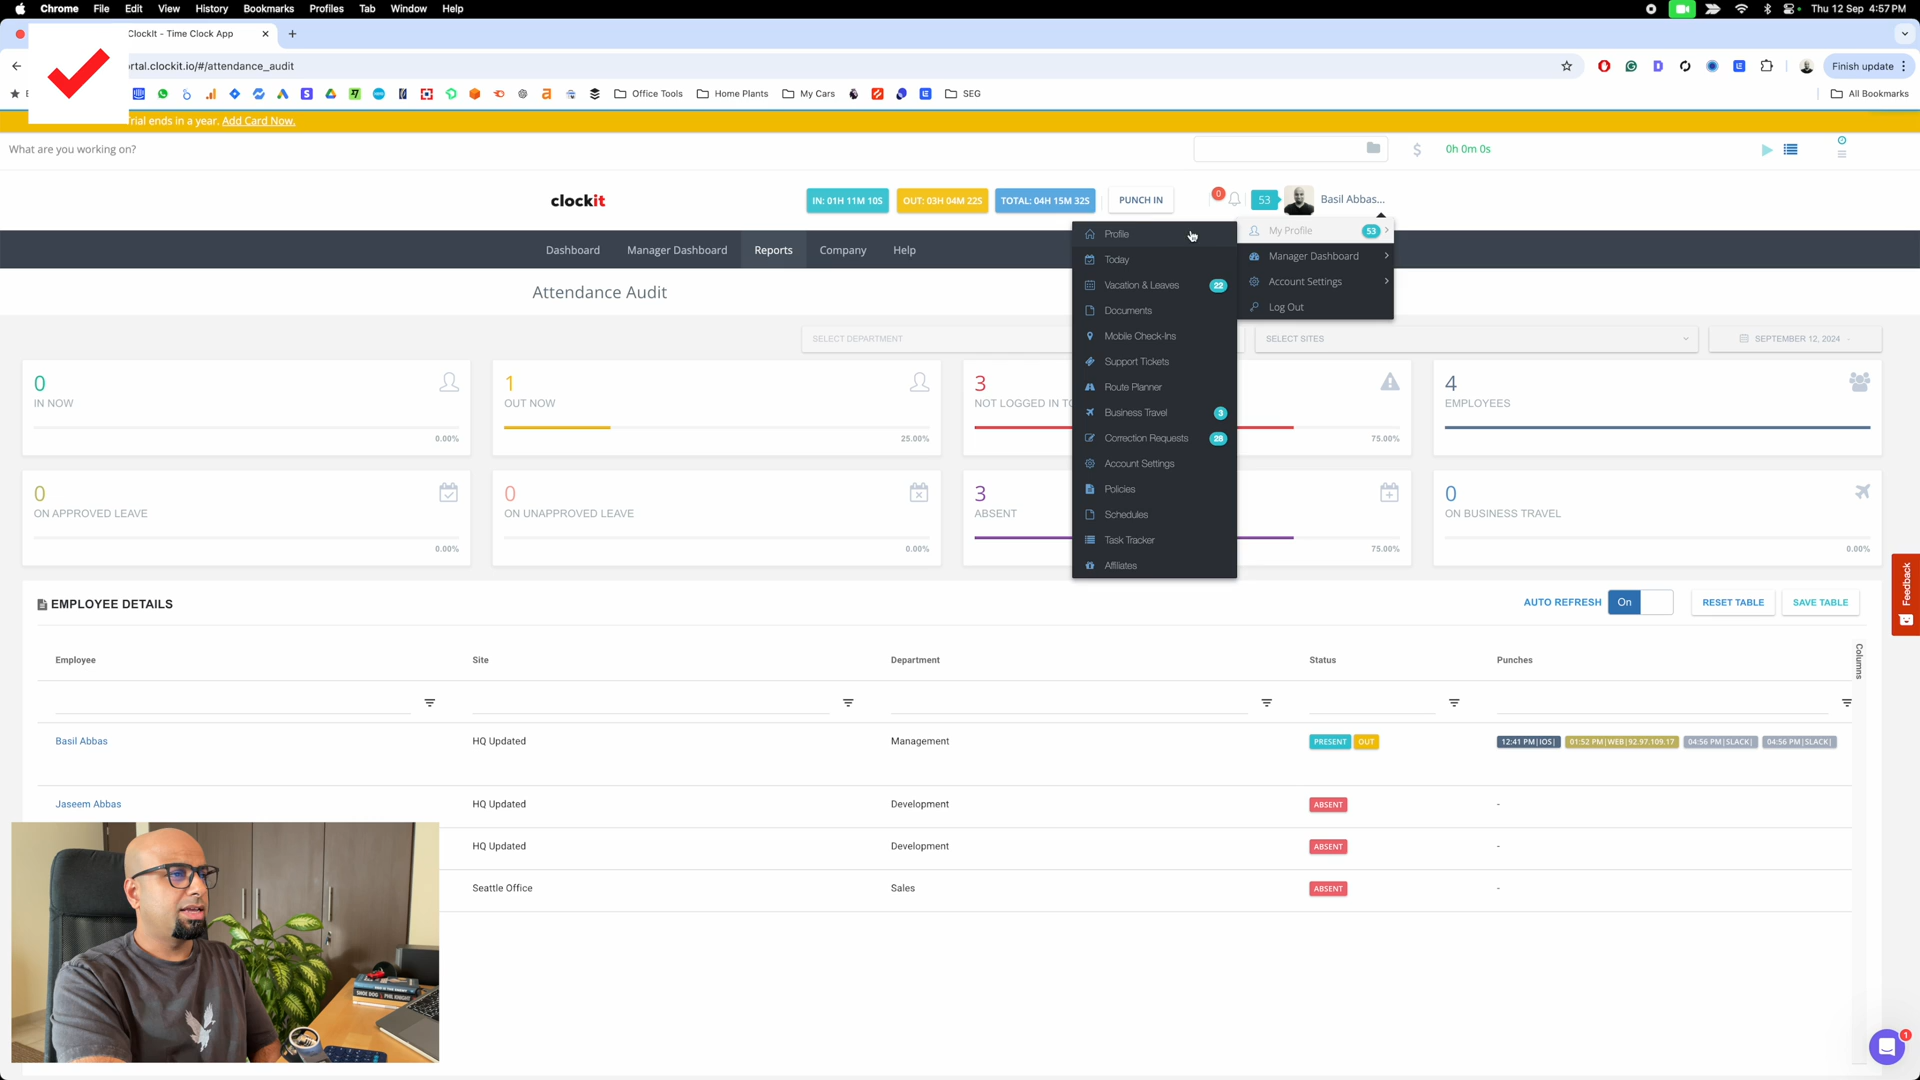 Chrome File Edit View History Bookmarks Profiles Tab Window Help
Thu 12 Sep 4:57 PM
ClockIt - Time Clock App
rtal.clockit.io/#/attendance_audit
Finish update
Office Tools
Home Plants
My Cars
SEG
All Bookmarks
rial ends in a year. Add Card Now.
What are you working on?
$
0h 0m 0s
clockit
IN: 01H 11M 10S
OUT: 03H 04M 22S
TOTAL: 04H 15M 32S
PUNCH IN
0
53
Basil Abbas...
Dashboard
Manager Dashboard
Reports
Company
Help
My Profile 53
Manager Dashboard
Account Settings
Log Out
Profile
Today
Vacation & Leaves 22
Documents
Mobile Check-Ins
Support Tickets
Route Planner
Business Travel 3
Correction Requests 28
Account Settings
Policies
Schedules
Task Tracker
Affiliates
Attendance Audit
SELECT DEPARTMENT
SELECT SITES
SEPTEMBER 12, 2024 -
0
IN NOW
0.00%
1
OUT NOW
25.00%
3
NOT LOGGED IN TO
75.00%
4
EMPLOYEES
0
ON APPROVED LEAVE
0.00%
0
ON UNAPPROVED LEAVE
0.00%
3
ABSENT
75.00%
0
ON BUSINESS TRAVEL
0.00%
Feedback
EMPLOYEE DETAILS
AUTO REFRESH On
RESET TABLE
SAVE TABLE
Employee Site Department Status Punches
Columns
Basil Abbas HQ Updated Management PRESENT OUT 12:41 PM|IOS| 01:52 PM|WEB|92.97.109.17 04:56 PM|SLACK| 04:56 PM|SLACK|
Jaseem Abbas HQ Updated Development ABSENT -
HQ Updated Development ABSENT -
Seattle Office Sales ABSENT -
SHOE DOG PHIL KNIGHT
1